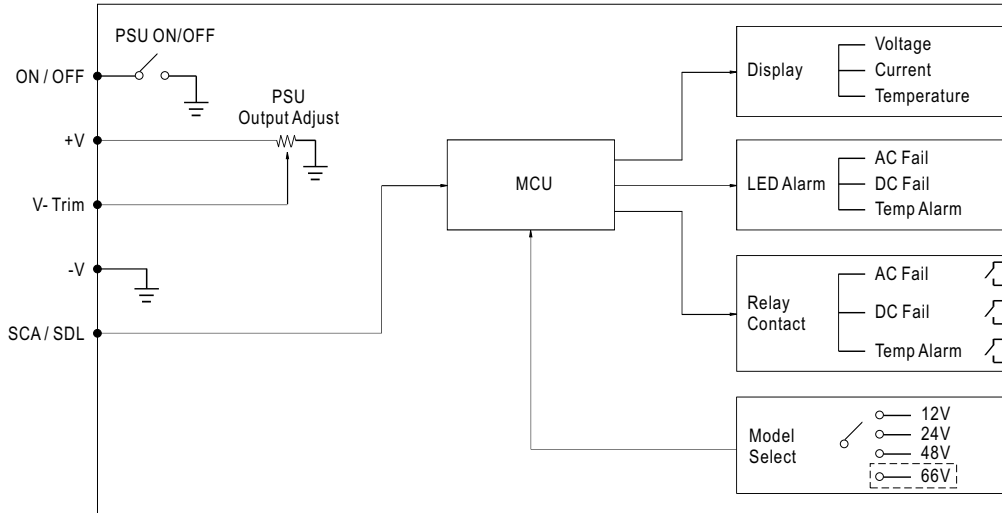 PSU ON/OFF
ON / OFF
PSU
Output Adjust
+V
V- Trim
-V
SCA / SDL
MCU
Display
Voltage
Current
Temperature
LED Alarm
AC Fail
DC Fail
Temp Alarm
Relay
Contact
AC Fail
DC Fail
Temp Alarm
Model
Select
12V
24V
48V
66V